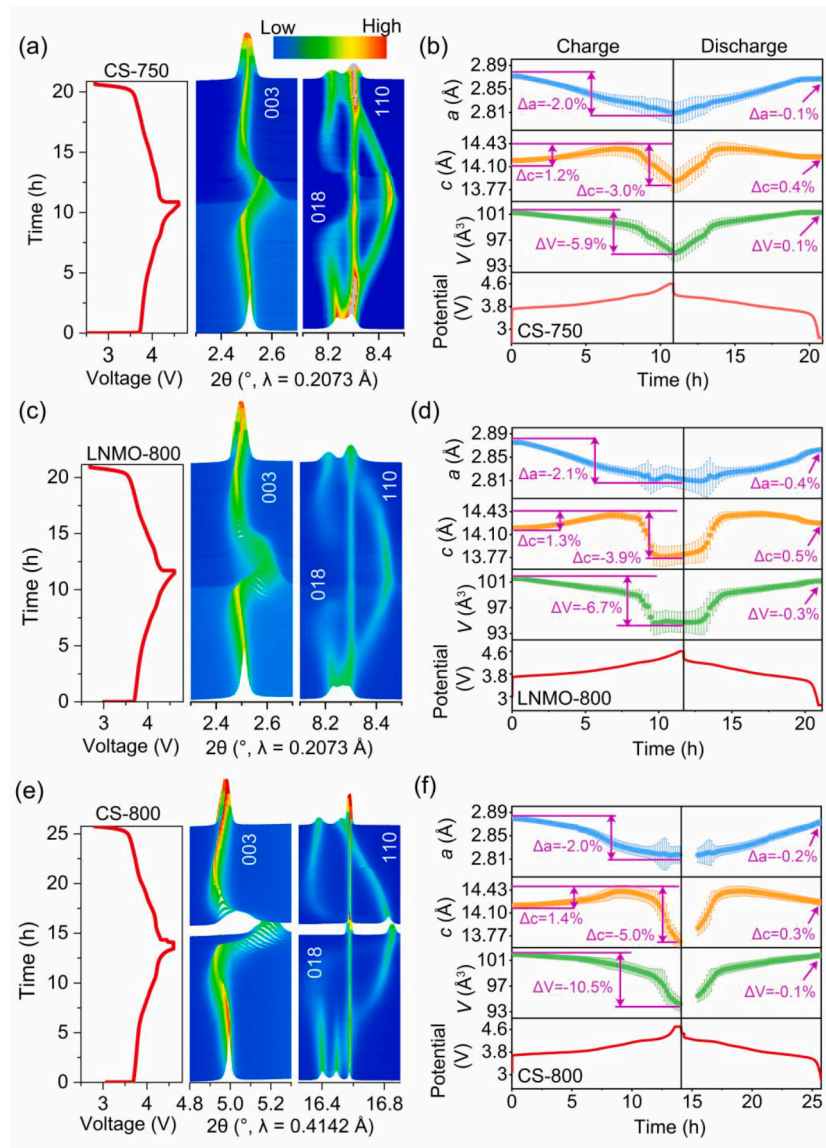 (a)
Low High
CS-750
20
15
10
5
0
Time (h)
3 4
Voltage (V)
003
2.4 2.6
018
110
8.2 8.4
2θ (°, λ = 0.2073 Å)
(b)
Charge Discharge
2.89
2.85
2.81
a (Å)
Δa=-2.0%
Δa=-0.1%
14.43
14.10
13.77
c (Å)
Δc=1.2%
Δc=-3.0%
Δc=0.4%
101
97
93
V (Å³)
ΔV=-5.9%
ΔV=0.1%
4.6
3.8
3
Potential
(V)
CS-750
0 5 10 15 20
Time (h)
(c)
LNMO-800
20
15
10
5
0
Time (h)
3 4
Voltage (V)
003
2.4 2.6
018
110
8.2 8.4
2θ (°, λ = 0.2073 Å)
(d)
2.89
2.85
2.81
a (Å)
Δa=-2.1%
Δa=-0.4%
14.43
14.10
13.77
c (Å)
Δc=1.3%
Δc=-3.9%
Δc=0.5%
101
97
93
V (Å³)
ΔV=-6.7%
ΔV=-0.3%
4.6
3.8
3
Potential
(V)
LNMO-800
0 5 10 15 20
Time (h)
(e)
CS-800
25
20
15
10
5
0
Time (h)
3 4
Voltage (V)
003
4.8 5.0 5.2
018
110
16.4 16.8
2θ (°, λ = 0.4142 Å)
(f)
2.89
2.85
2.81
a (Å)
Δa=-2.0%
Δa=-0.2%
14.43
14.10
13.77
c (Å)
Δc=1.4%
Δc=-5.0%
Δc=0.3%
101
97
93
V (Å³)
ΔV=-10.5%
ΔV=-0.1%
4.6
3.8
3
Potential
(V)
CS-800
0 5 10 15 20 25
Time (h)